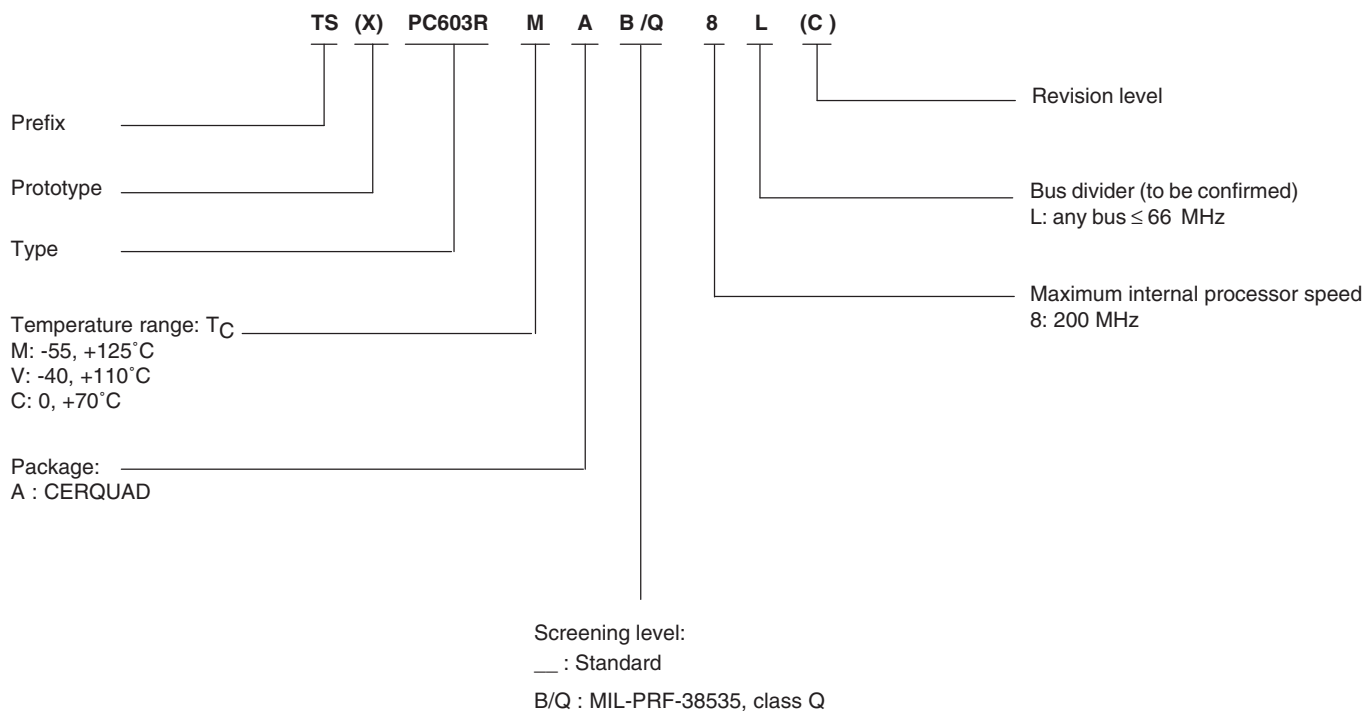 TS (X) PC603R M A B /Q 8 L (C )
Prefix
Prototype
Type
Temperature range: TC
M: -55, +125˚C
V: -40, +110˚C
C: 0, +70˚C
Package:
A : CERQUAD
Screening level:
__ : Standard
B/Q : MIL-PRF-38535, class Q
Revision level
Bus divider (to be confirmed)
L: any bus ≤ 66 MHz
Maximum internal processor speed
8: 200 MHz